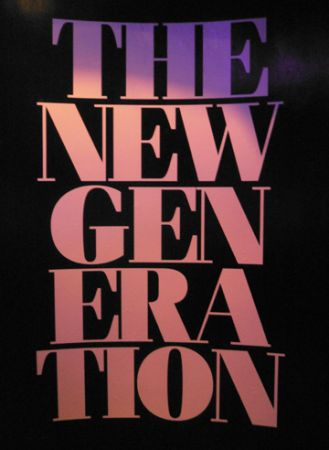 THE
NEW
GEN
ERA
TION